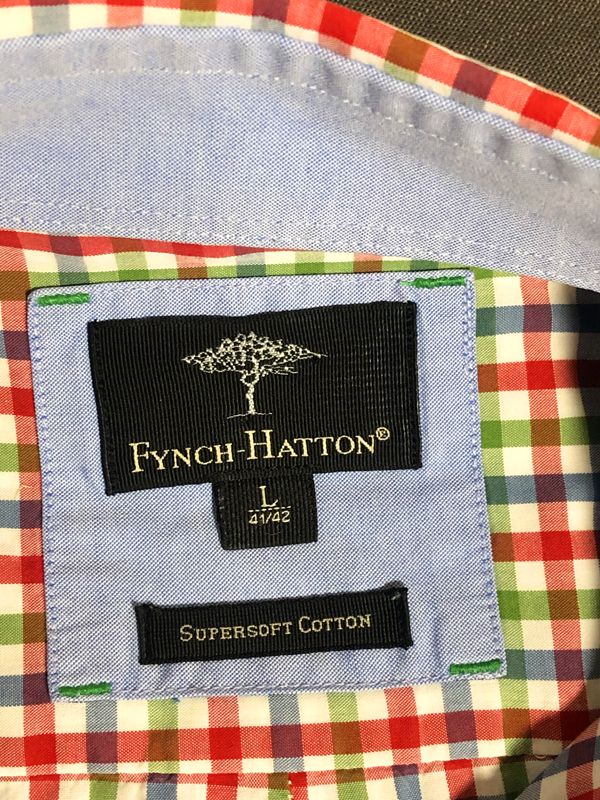 FYNCH-HATTON®
L
41/42
SUPERSOFT COTTON